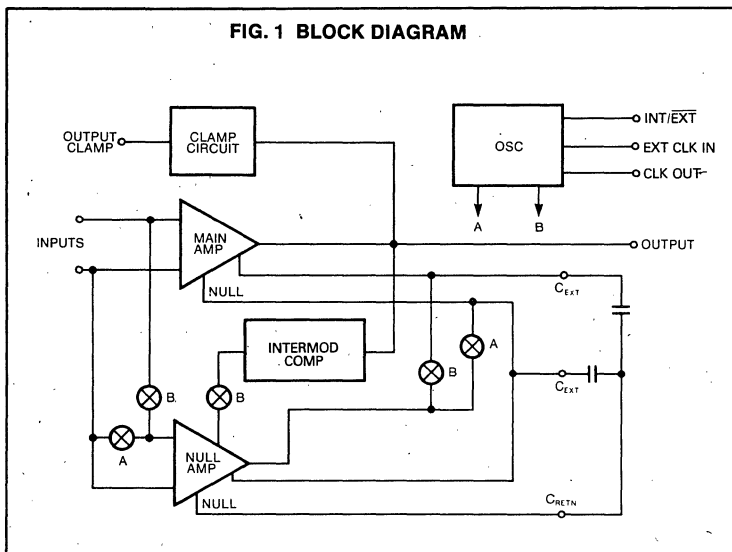 FIG. 1 BLOCK DIAGRAM
OUTPUT
CLAMP
CLAMP
CIRCUIT
OSC
INT/EXT
EXT CLK IN
CLK OUT
A
B
INPUTS
MAIN
AMP
NULL
OUTPUT
CEXT
INTERMOD
COMP
A
B
B
B
CEXT
A
NULL
AMP
NULL
CRETN